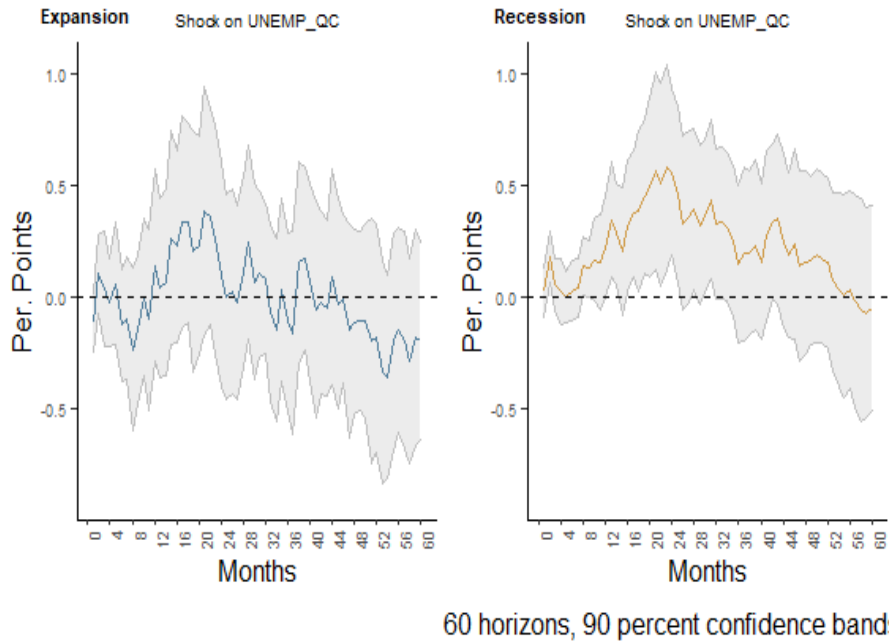 Expansion Shock on UNEMP_QC
Recession Shock on UNEMP_QC
Per. Points
1.0
0.5
0.0
-0.5
0 4 8 12 16 20 24 28 32 36 40 44 48 52 56 60
Months
Per. Points
1.0
0.5
0.0
-0.5
0 4 8 12 16 20 24 28 32 36 40 44 48 52 56 60
Months
60 horizons, 90 percent confidence bands